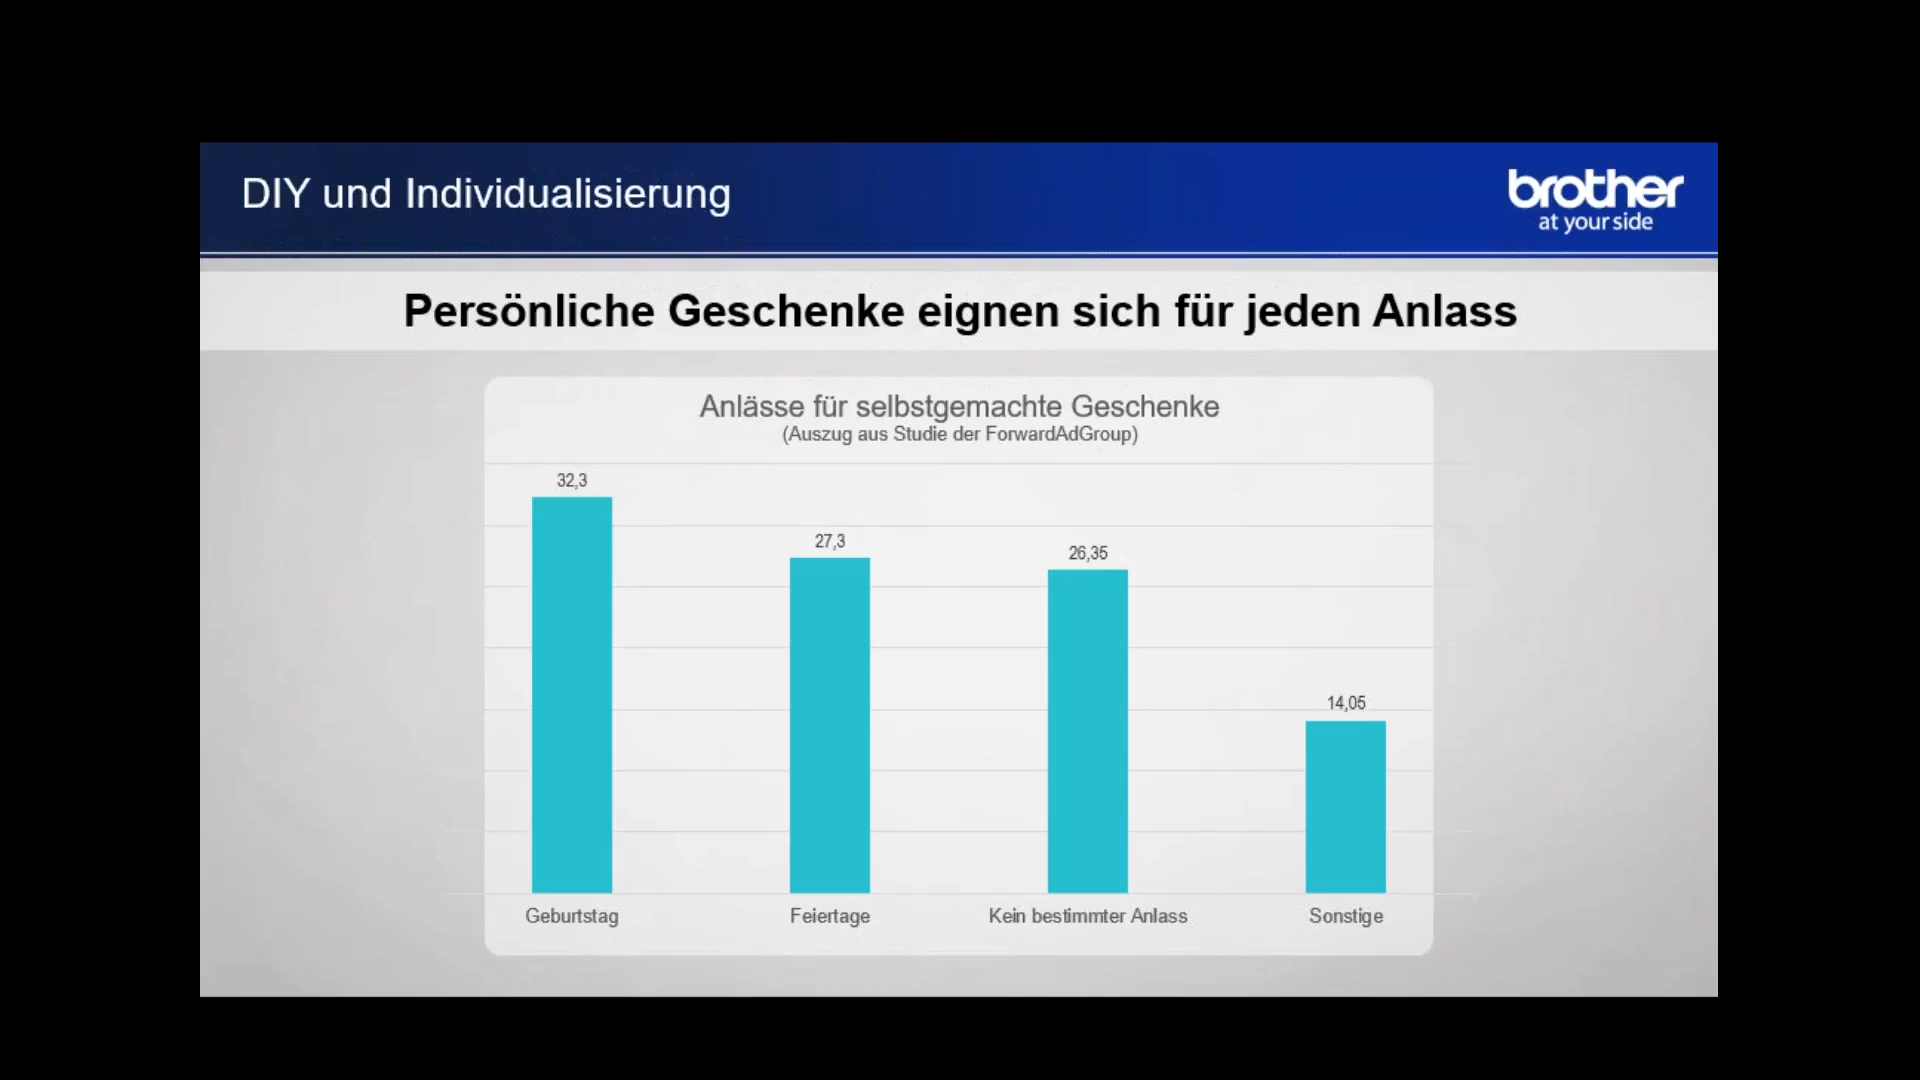 DIY und Individualisierung
brother
at your side
Persönliche Geschenke eignen sich für jeden Anlass
Anlässe für selbstgemachte Geschenke
(Auszug aus Studie der ForwardAdGroup)
32,3
27,3
26,35
14,05
Geburtstag
Feiertage
Kein bestimmter Anlass
Sonstige